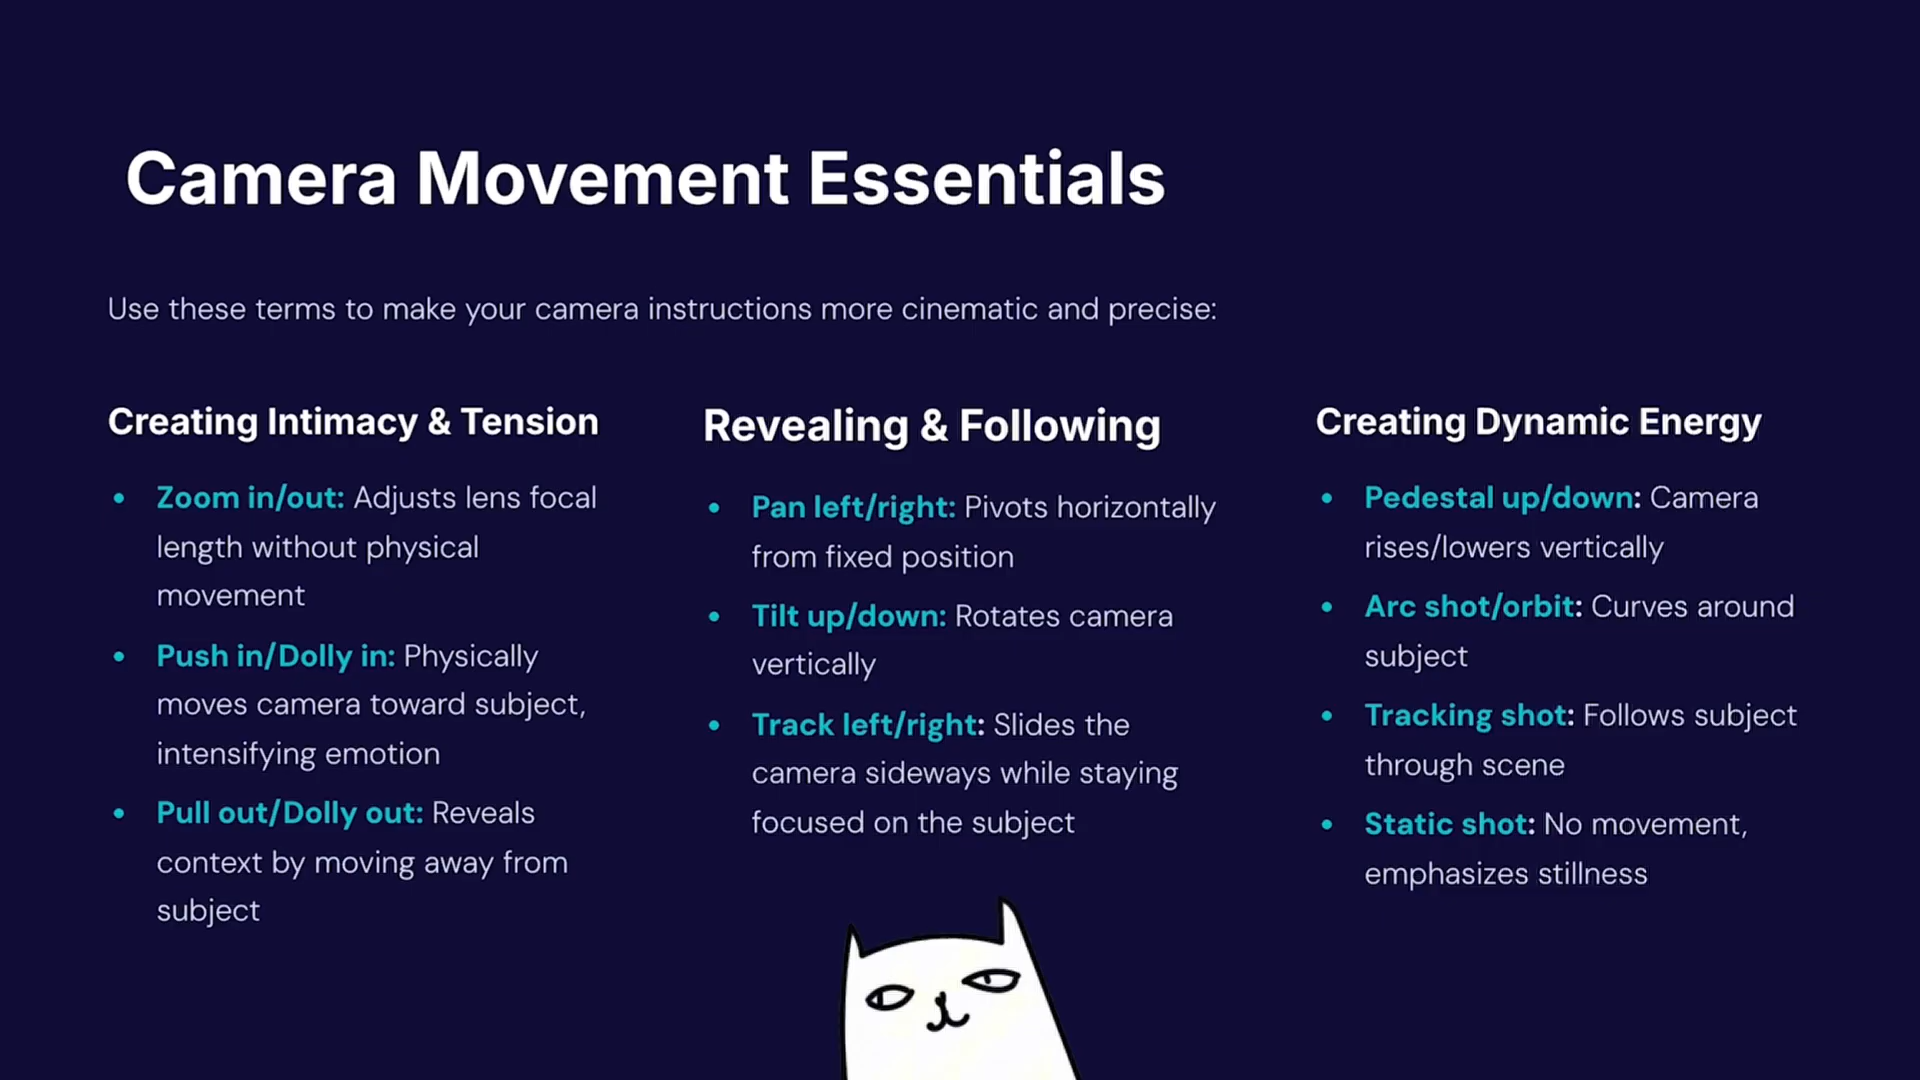 Camera Movement Essentials
Use these terms to make your camera instructions more cinematic and precise:
Creating Intimacy & Tension
• Zoom in/out: Adjusts lens focal
length without physical
movement
• Push in/Dolly in: Physically
moves camera toward subject,
intensifying emotion
• Pull out/Dolly out: Reveals
context by moving away from
subject
Revealing & Following
• Pan left/right: Pivots horizontally
from fixed position
• Tilt up/down: Rotates camera
vertically
• Track left/right: Slides the
camera sideways while staying
focused on the subject
Creating Dynamic Energy
• Pedestal up/down: Camera
rises/lowers vertically
• Arc shot/orbit: Curves around
subject
• Tracking shot: Follows subject
through scene
• Static shot: No movement,
emphasizes stillness